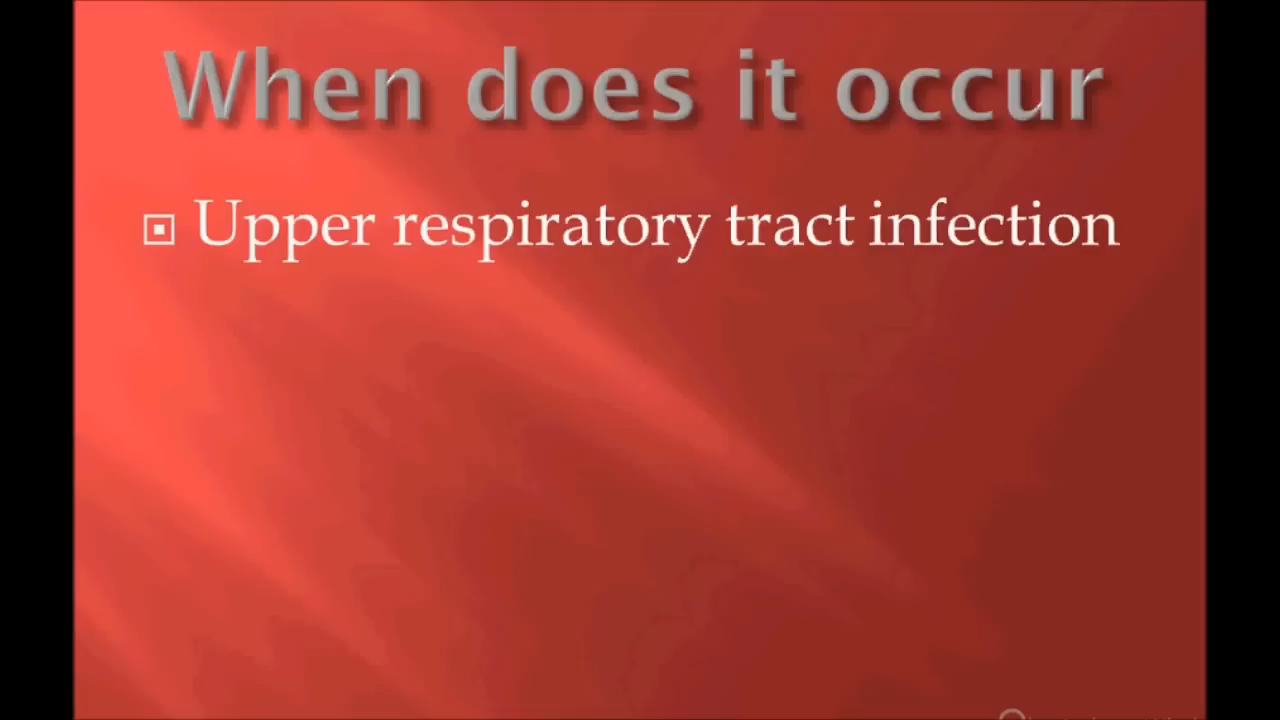 When does it occur
Upper respiratory tract infection